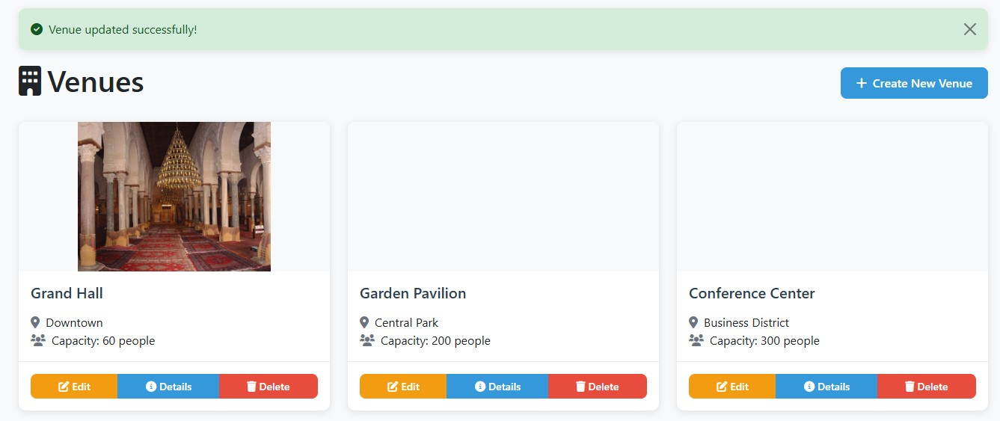 Venue updated successfully!
Venues
+ Create New Venue
Grand Hall
Downtown
Capacity: 60 people
Edit Details Delete
Garden Pavilion
Central Park
Capacity: 200 people
Edit Details Delete
Conference Center
Business District
Capacity: 300 people
Edit Details Delete